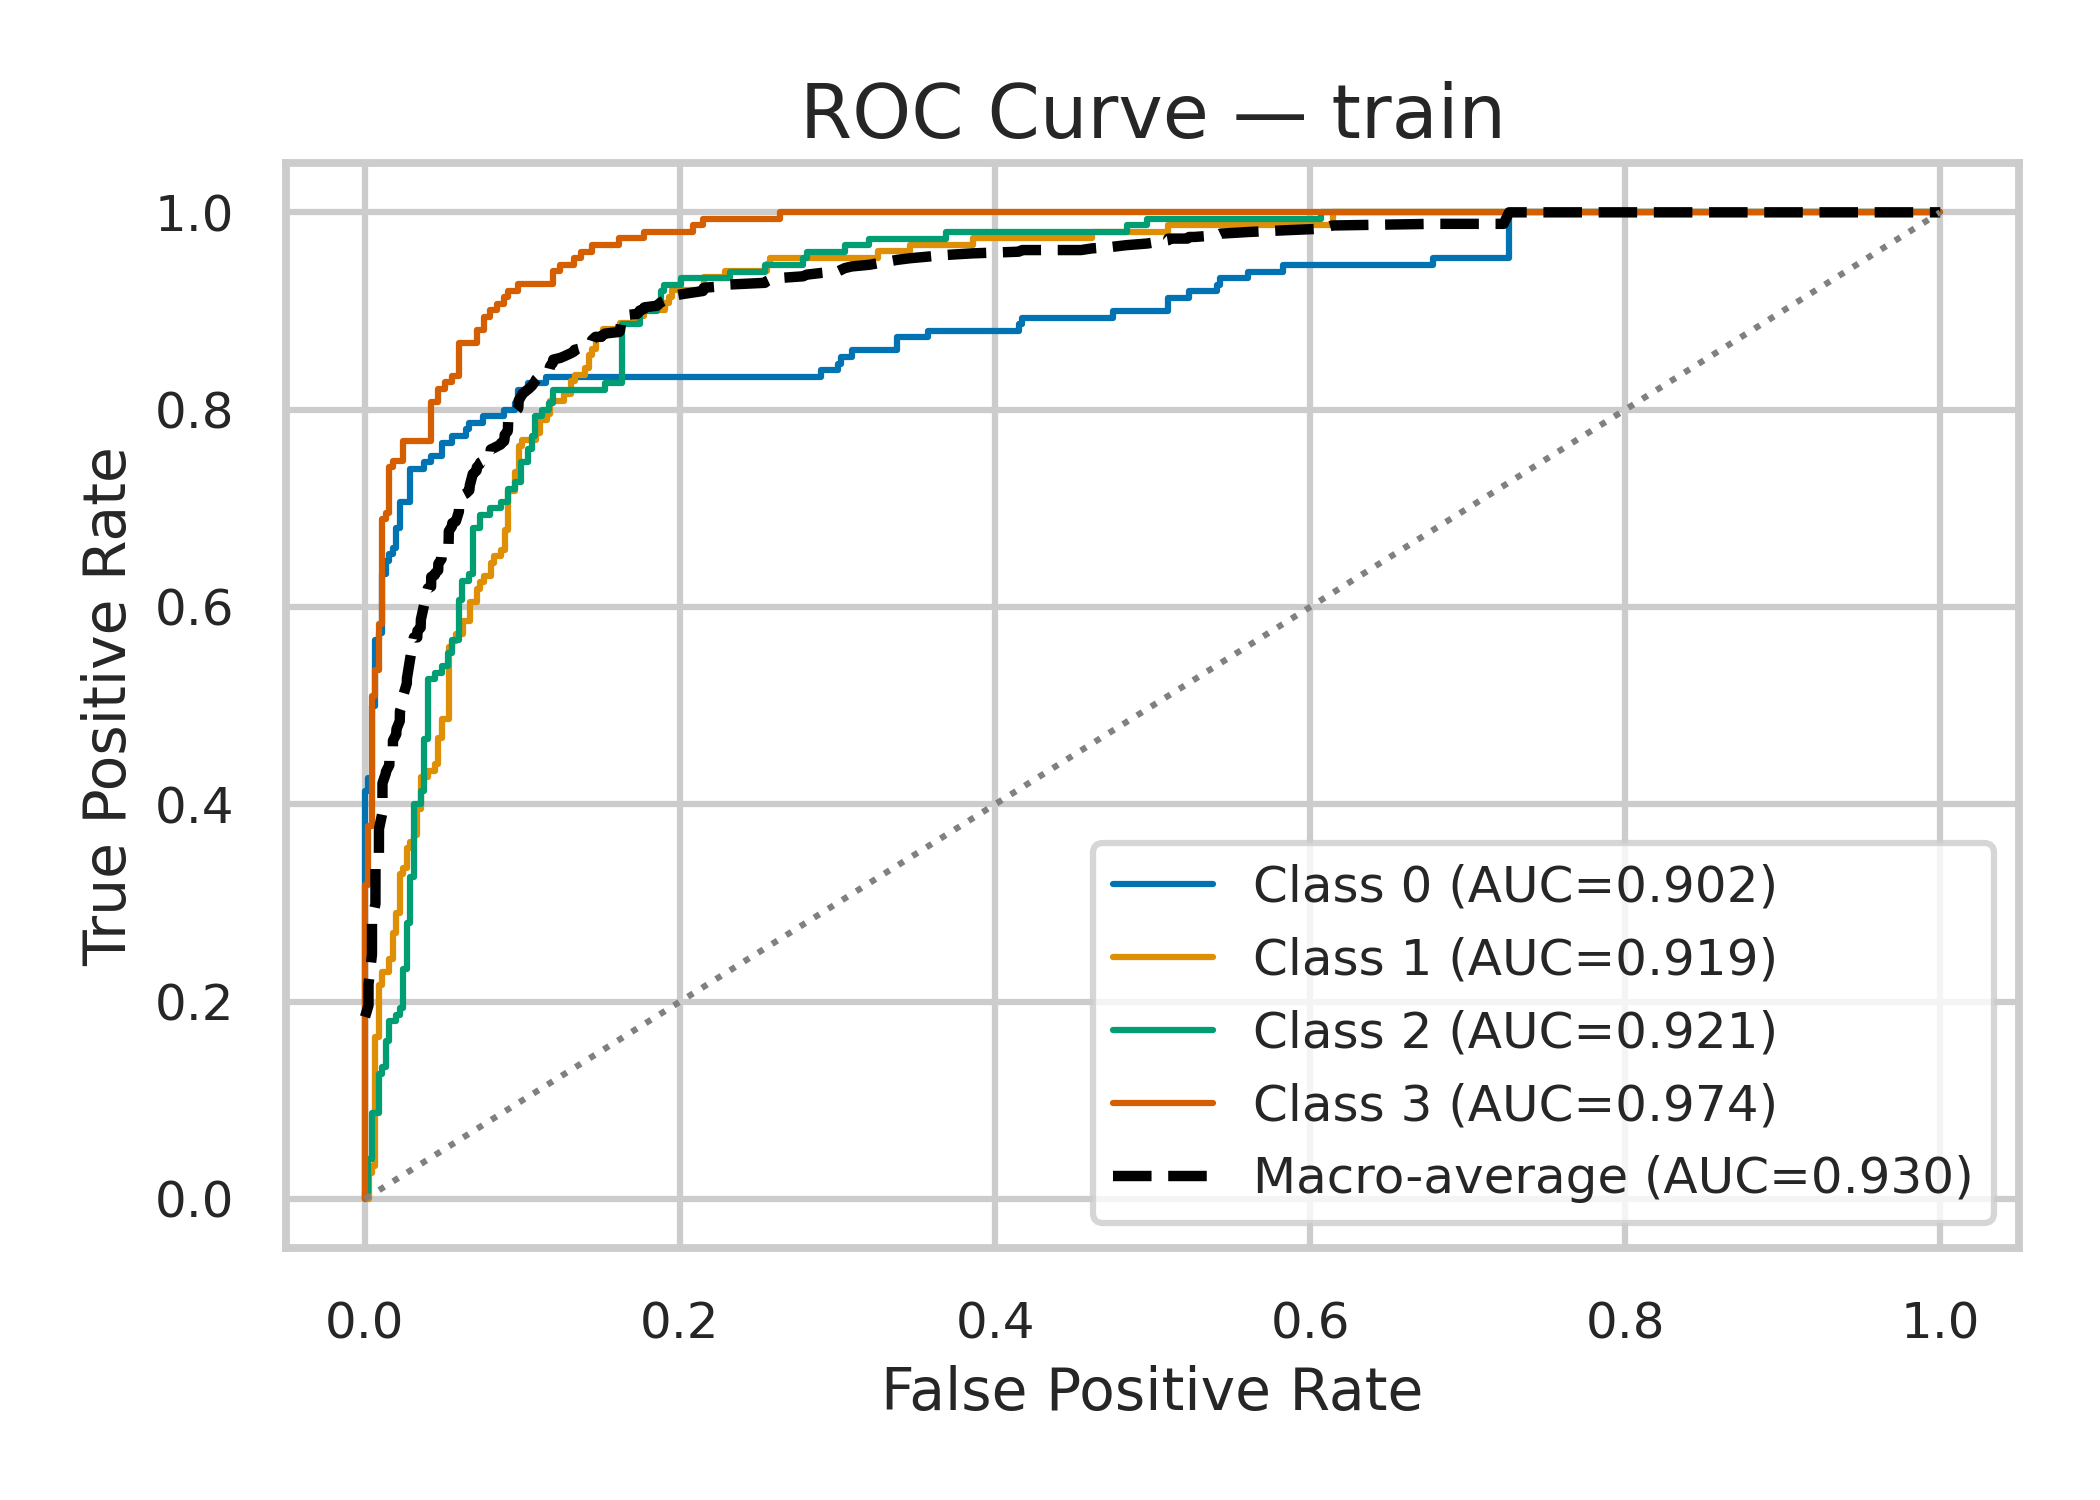 ROC Curve — train
True Positive Rate
1.0
0.8
0.6
0.4
0.2
0.0
Class 0 (AUC=0.902)
Class 1 (AUC=0.919)
Class 2 (AUC=0.921)
Class 3 (AUC=0.974)
Macro-average (AUC=0.930)
0.0 0.2 0.4 0.6 0.8 1.0
False Positive Rate